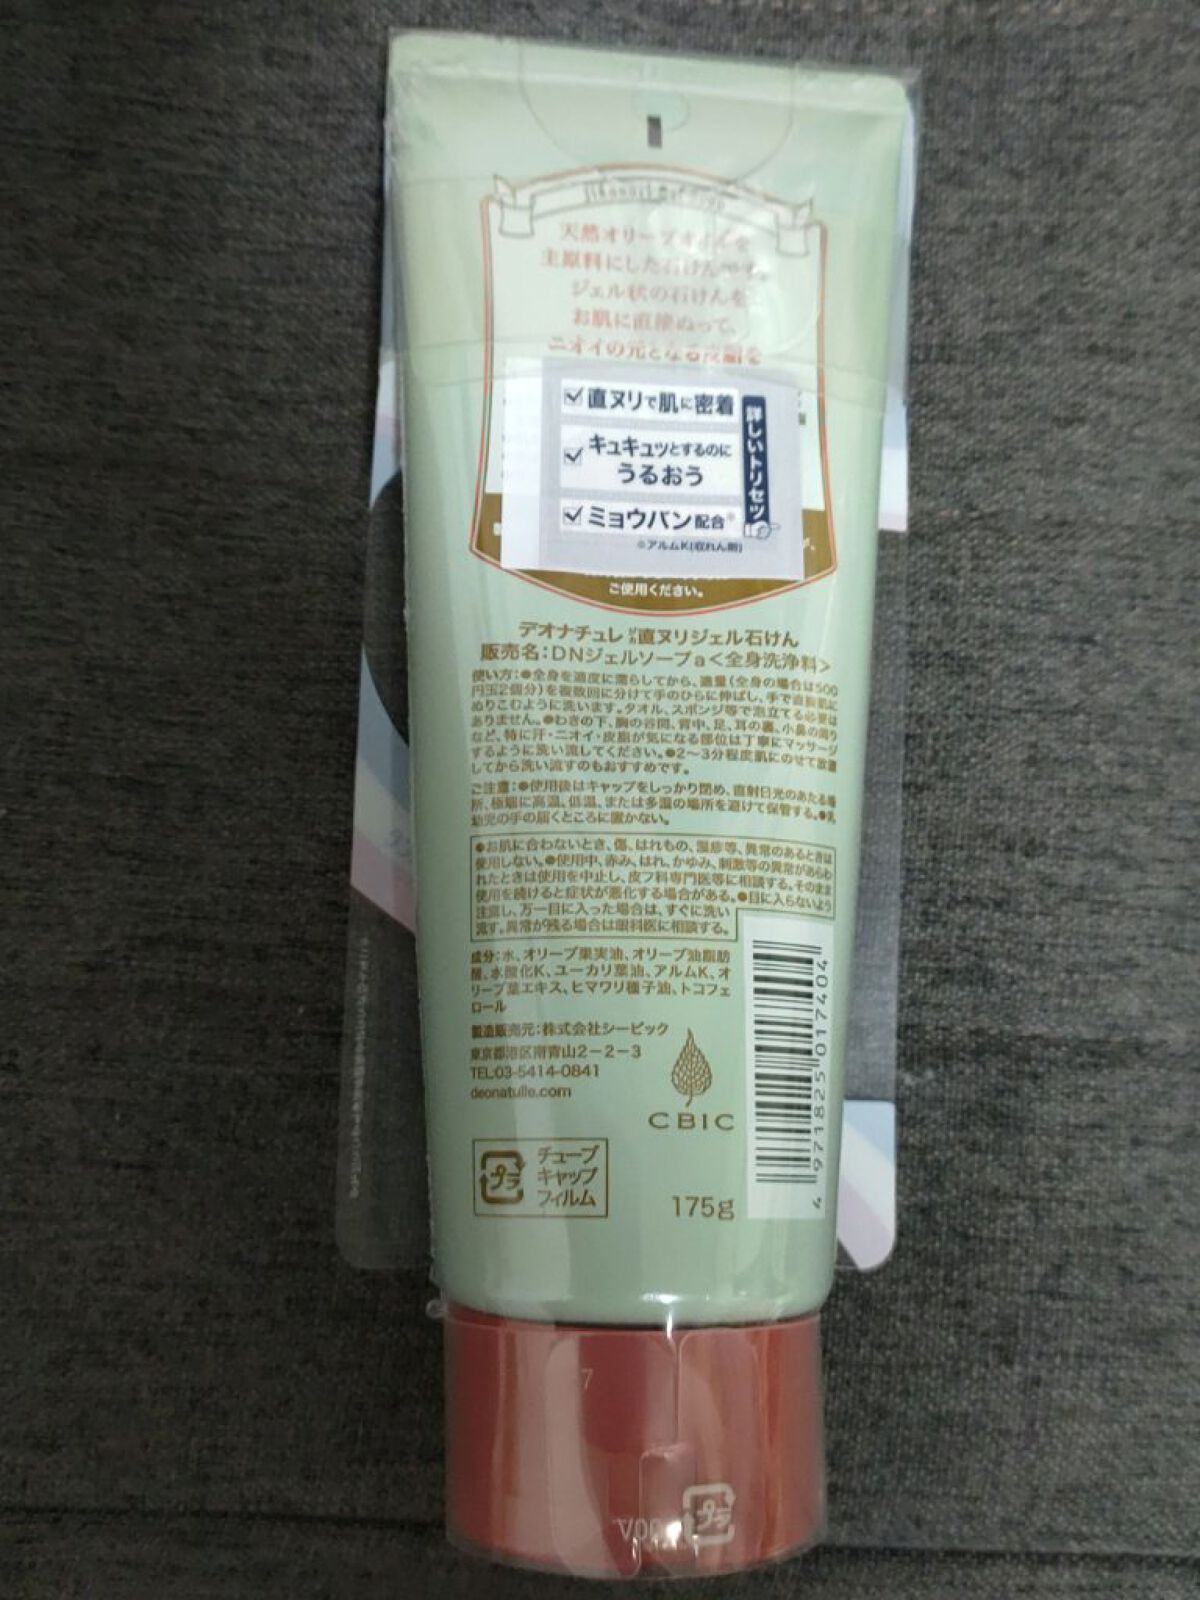 Jikanuri Gel Soap
天然オリーブオイルを
主原料にした石けんです。
ジェル状の石けんを
お肌に直接ぬって、
ニオイの元となる皮脂を
直ヌリで肌に密着
キュキュッとするのに
うるおう
ミョウバン配合※
※アルムK(収れん剤)
詳しいトリセツ
ご使用ください。
デオナチュレ 直ヌリジェル石けん
販売名:DNジェルソープa<全身洗浄料>
使い方:●全身を適度に濡らしてから、適量(全身の場合は500
円玉2個分)を複数回に分けて手のひらに伸ばし、手で直接肌に
ぬりこむように洗います。タオル、スポンジ等で泡立てる必要は
ありません。●わきの下、胸の谷間、背中、足、耳の裏、小鼻の周り
など、特に汗・ニオイ・皮脂が気になる部位は丁寧にマッサージ
するように洗い流してください。●2〜3分程度肌にのせて放置
してから洗い流すのもおすすめです。
ご注意:●使用後はキャップをしっかり閉め、直射日光のあたる場
所、極端に高温、低温、または多湿の場所を避けて保管する。●乳
幼児の手の届くところに置かない。
●お肌に合わないとき、傷、はれもの、湿疹等、異常のあるときは
使用しない。●使用中、赤み、はれ、かゆみ、刺激等の異常があらわ
れたときは使用を中止し、皮フ科専門医等に相談する。そのまま
使用を続けると症状が悪化する場合がある。●目に入らないよう
注意し、万一目に入った場合は、すぐに洗い
流す。異常が残る場合は眼科医に相談する。
成分:水、オリーブ果実油、オリーブ油脂肪
酸、水酸化K、ユーカリ葉油、アルムK、オ
リーブ葉エキス、ヒマワリ種子油、トコフェ
ロール
製造販売元:株式会社シービック
東京都港区南青山2-2-3
TEL:03-5414-0841
deonatulle.com
CBIC
4971825017404
プラ
チューブ
キャップ
フィルム
175g
7
プラ